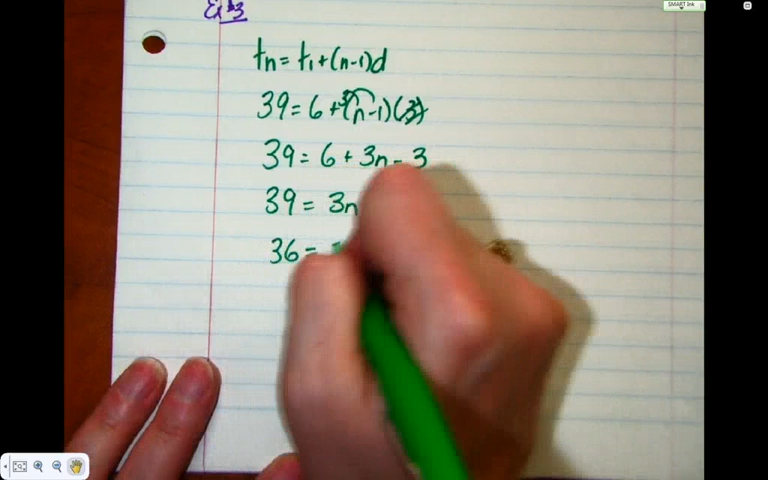 SMART Ink
Ex 3
tn = t1 + (n-1)d
39 = 6 + (n-1)(3)
39 = 6 + 3n - 3
39 = 3n
36 =